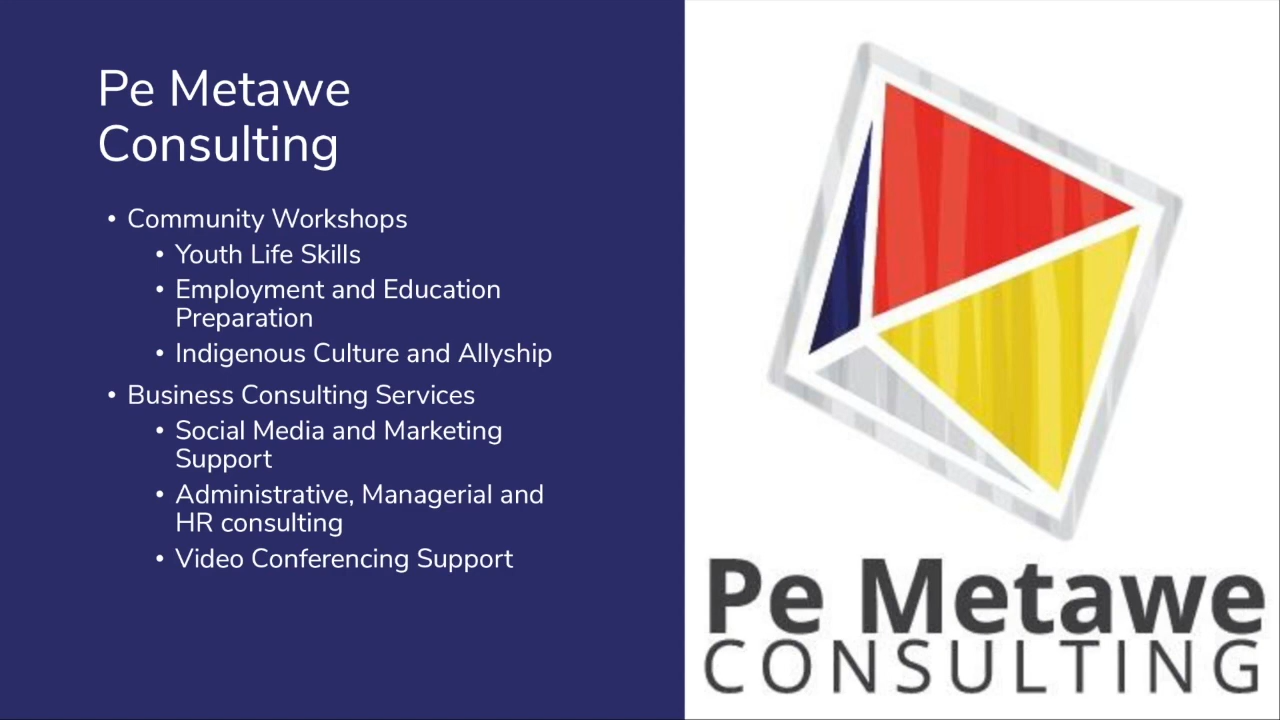 Pe Metawe
Consulting
• Community Workshops
• Youth Life Skills
• Employment and Education
Preparation
• Indigenous Culture and Allyship
• Business Consulting Services
• Social Media and Marketing
Support
• Administrative, Managerial and
HR consulting
• Video Conferencing Support
Pe Metawe
CONSULTING